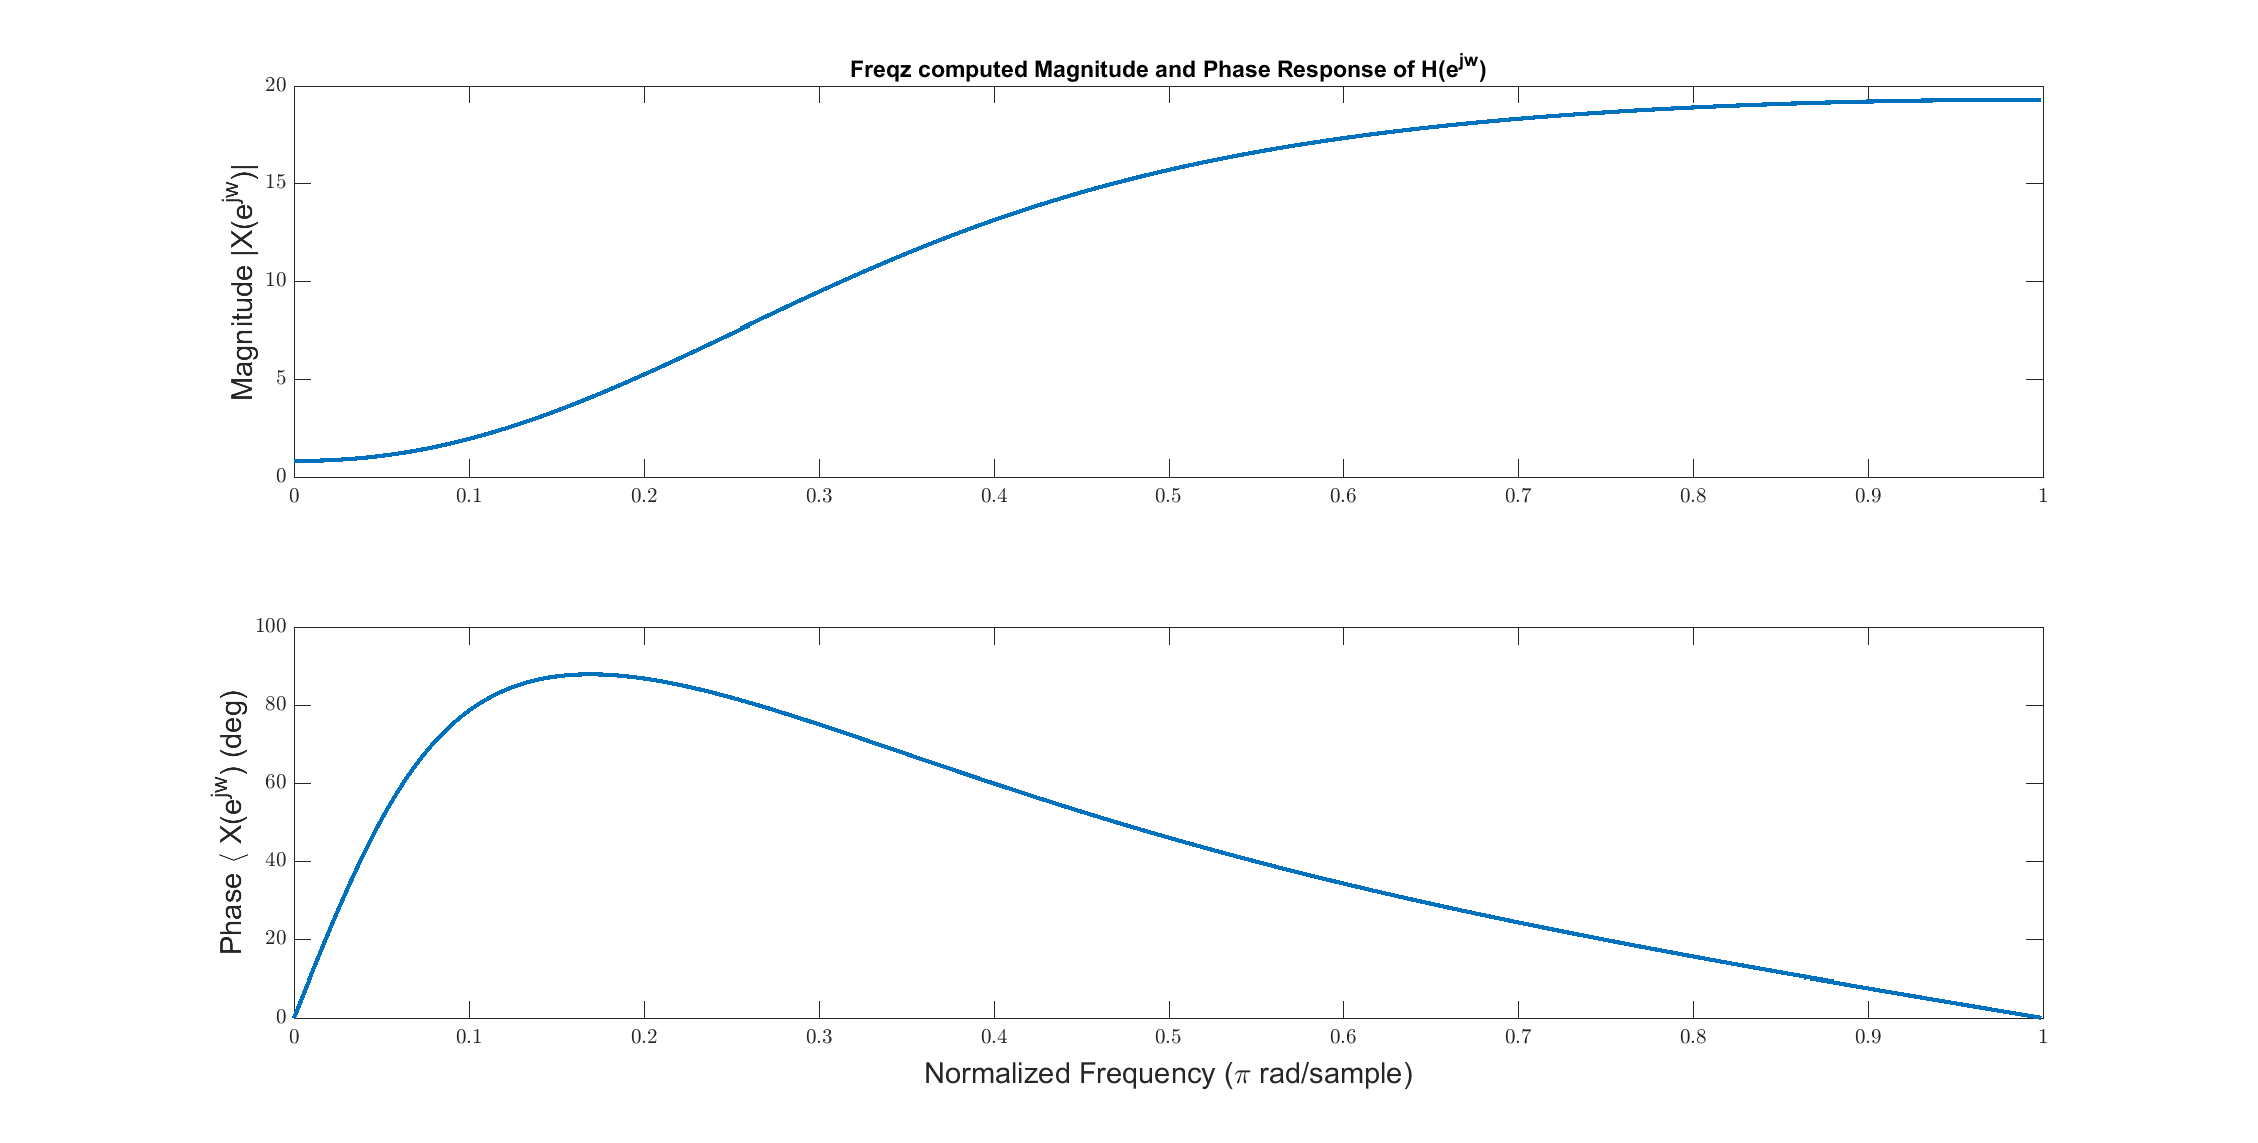 Freqz computed Magnitude and Phase Response of H(e^jw)
Magnitude |X(e^jw)|
20
15
10
5
0
0 0.1 0.2 0.3 0.4 0.5 0.6 0.7 0.8 0.9 1
Phase ⟨ X(e^jw) (deg)
100
80
60
40
20
0
0 0.1 0.2 0.3 0.4 0.5 0.6 0.7 0.8 0.9 1
Normalized Frequency (π rad/sample)